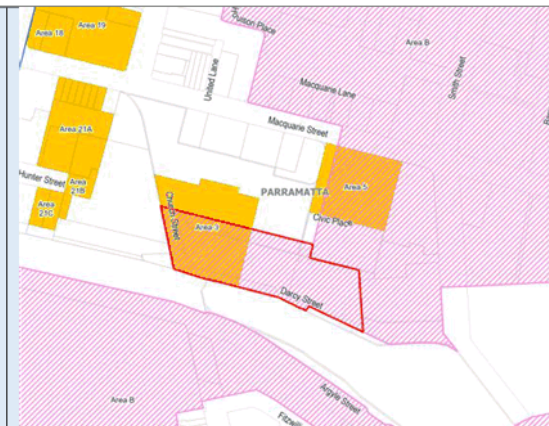 Area 18
Area 19
Area B
United Lane
Macquarie Lane
Smith Street
Macquarie Street
Area 21A
Hunter Street
Area
21B
Area
21C
PARRAMATTA
Area 5
Church Street
Civic Place
Area 3
Darcy Street
Area B
Argyle Street